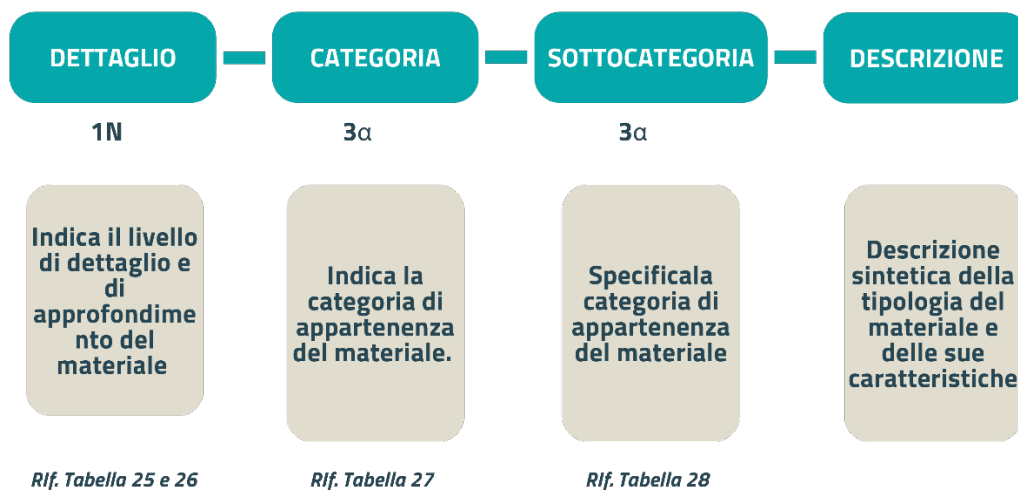 DETTAGLIO
CATEGORIA
SOTTOCATEGORIA
DESCRIZIONE
1N
3α
3α
Indica il livello
di dettaglio e
di
approfondime
nto del
materiale
Indica la
categoria di
appartenenza
del materiale.
Specificala
categoria di
appartenenza
del materiale
Descrizione
sintetica della
tipologia del
materiale e
delle sue
caratteristiche
RIf. Tabella 25 e 26
RIf. Tabella 27
RIf. Tabella 28